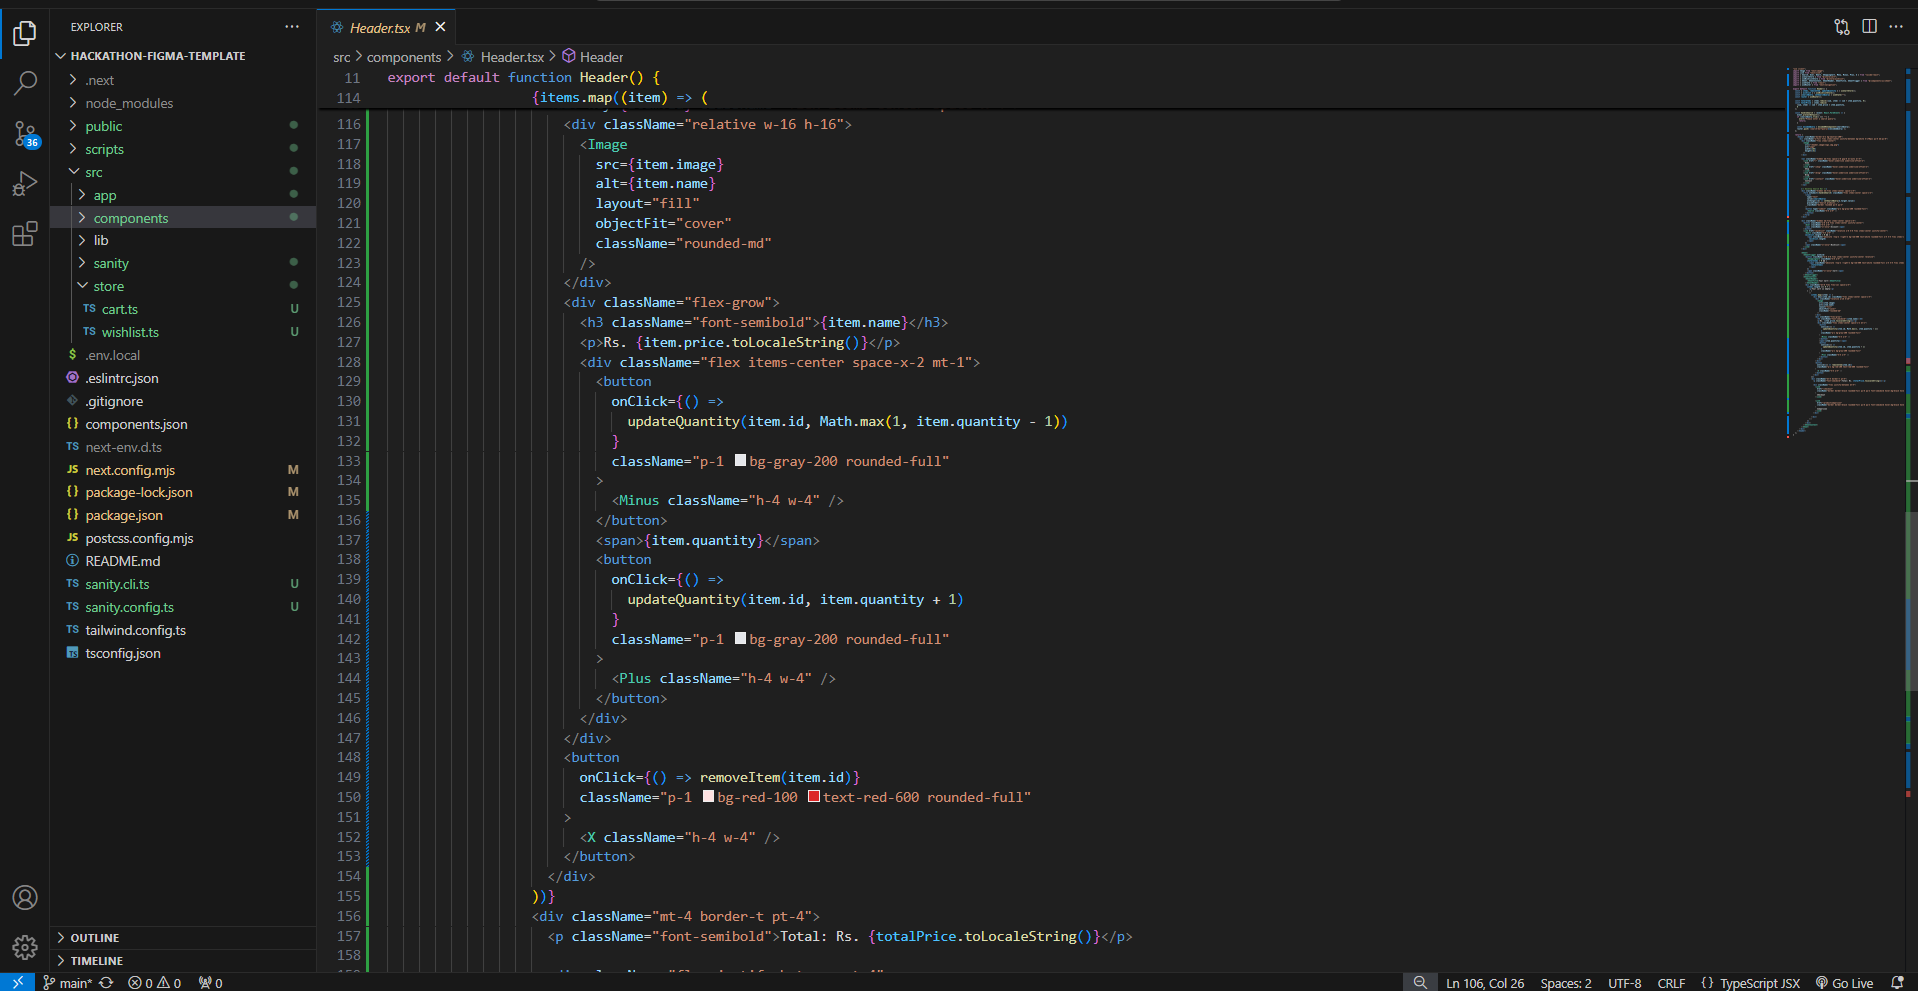 EXPLORER
HACKATHON-FIGMA-TEMPLATE
.next
node_modules
public
scripts
src
app
components
lib
sanity
store
TS cart.ts U
TS wishlist.ts U
$ .env.local
.eslintrc.json
.gitignore
{} components.json
TS next-env.d.ts
JS next.config.mjs M
{} package-lock.json M
{} package.json M
JS postcss.config.mjs
README.md
TS sanity.cli.ts U
TS sanity.config.ts U
TS tailwind.config.ts
TS tsconfig.json
OUTLINE
TIMELINE
36
Header.tsx M
src > components > Header.tsx > Header
11 export default function Header() {
114 {items.map((item) => (
116 <div className="relative w-16 h-16">
117 <Image
118 src={item.image}
119 alt={item.name}
120 layout="fill"
121 objectFit="cover"
122 className="rounded-md"
123 />
124 </div>
125 <div className="flex-grow">
126 <h3 className="font-semibold">{item.name}</h3>
127 <p>Rs. {item.price.toLocaleString()}</p>
128 <div className="flex items-center space-x-2 mt-1">
129 <button
130 onClick={() =>
131 updateQuantity(item.id, Math.max(1, item.quantity - 1))
132 }
133 className="p-1 bg-gray-200 rounded-full"
134 >
135 <Minus className="h-4 w-4" />
136 </button>
137 <span>{item.quantity}</span>
138 <button
139 onClick={() =>
140 updateQuantity(item.id, item.quantity + 1)
141 }
142 className="p-1 bg-gray-200 rounded-full"
143 >
144 <Plus className="h-4 w-4" />
145 </button>
146 </div>
147 </div>
148 <button
149 onClick={() => removeItem(item.id)}
150 className="p-1 bg-red-100 text-red-600 rounded-full"
151 >
152 <X className="h-4 w-4" />
153 </button>
154 </div>
155 ))}
156 <div className="mt-4 border-t pt-4">
157 <p className="font-semibold">Total: Rs. {totalPrice.toLocaleString()}</p>
158
main* 0 0 0
Ln 106, Col 26 Spaces: 2 UTF-8 CRLF {} TypeScript JSX Go Live